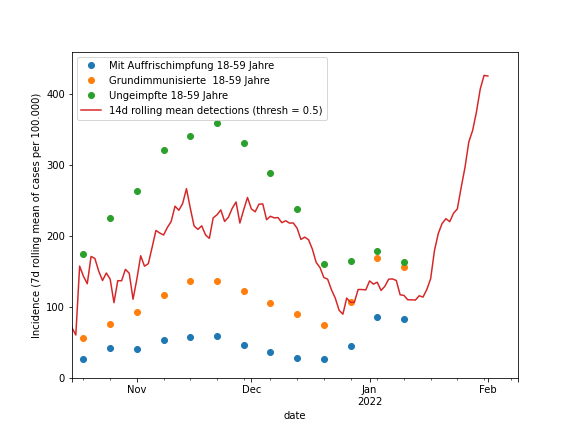 Mit Auffrischimpfung 18-59 Jahre
Grundimmunisierte  18-59 Jahre
Ungeimpfte 18-59 Jahre
14d rolling mean detections (thresh = 0.5)
Incidence (7d rolling mean of cases per 100.000)
400
300
200
100
0
Nov
Dec
Jan
2022
Feb
date